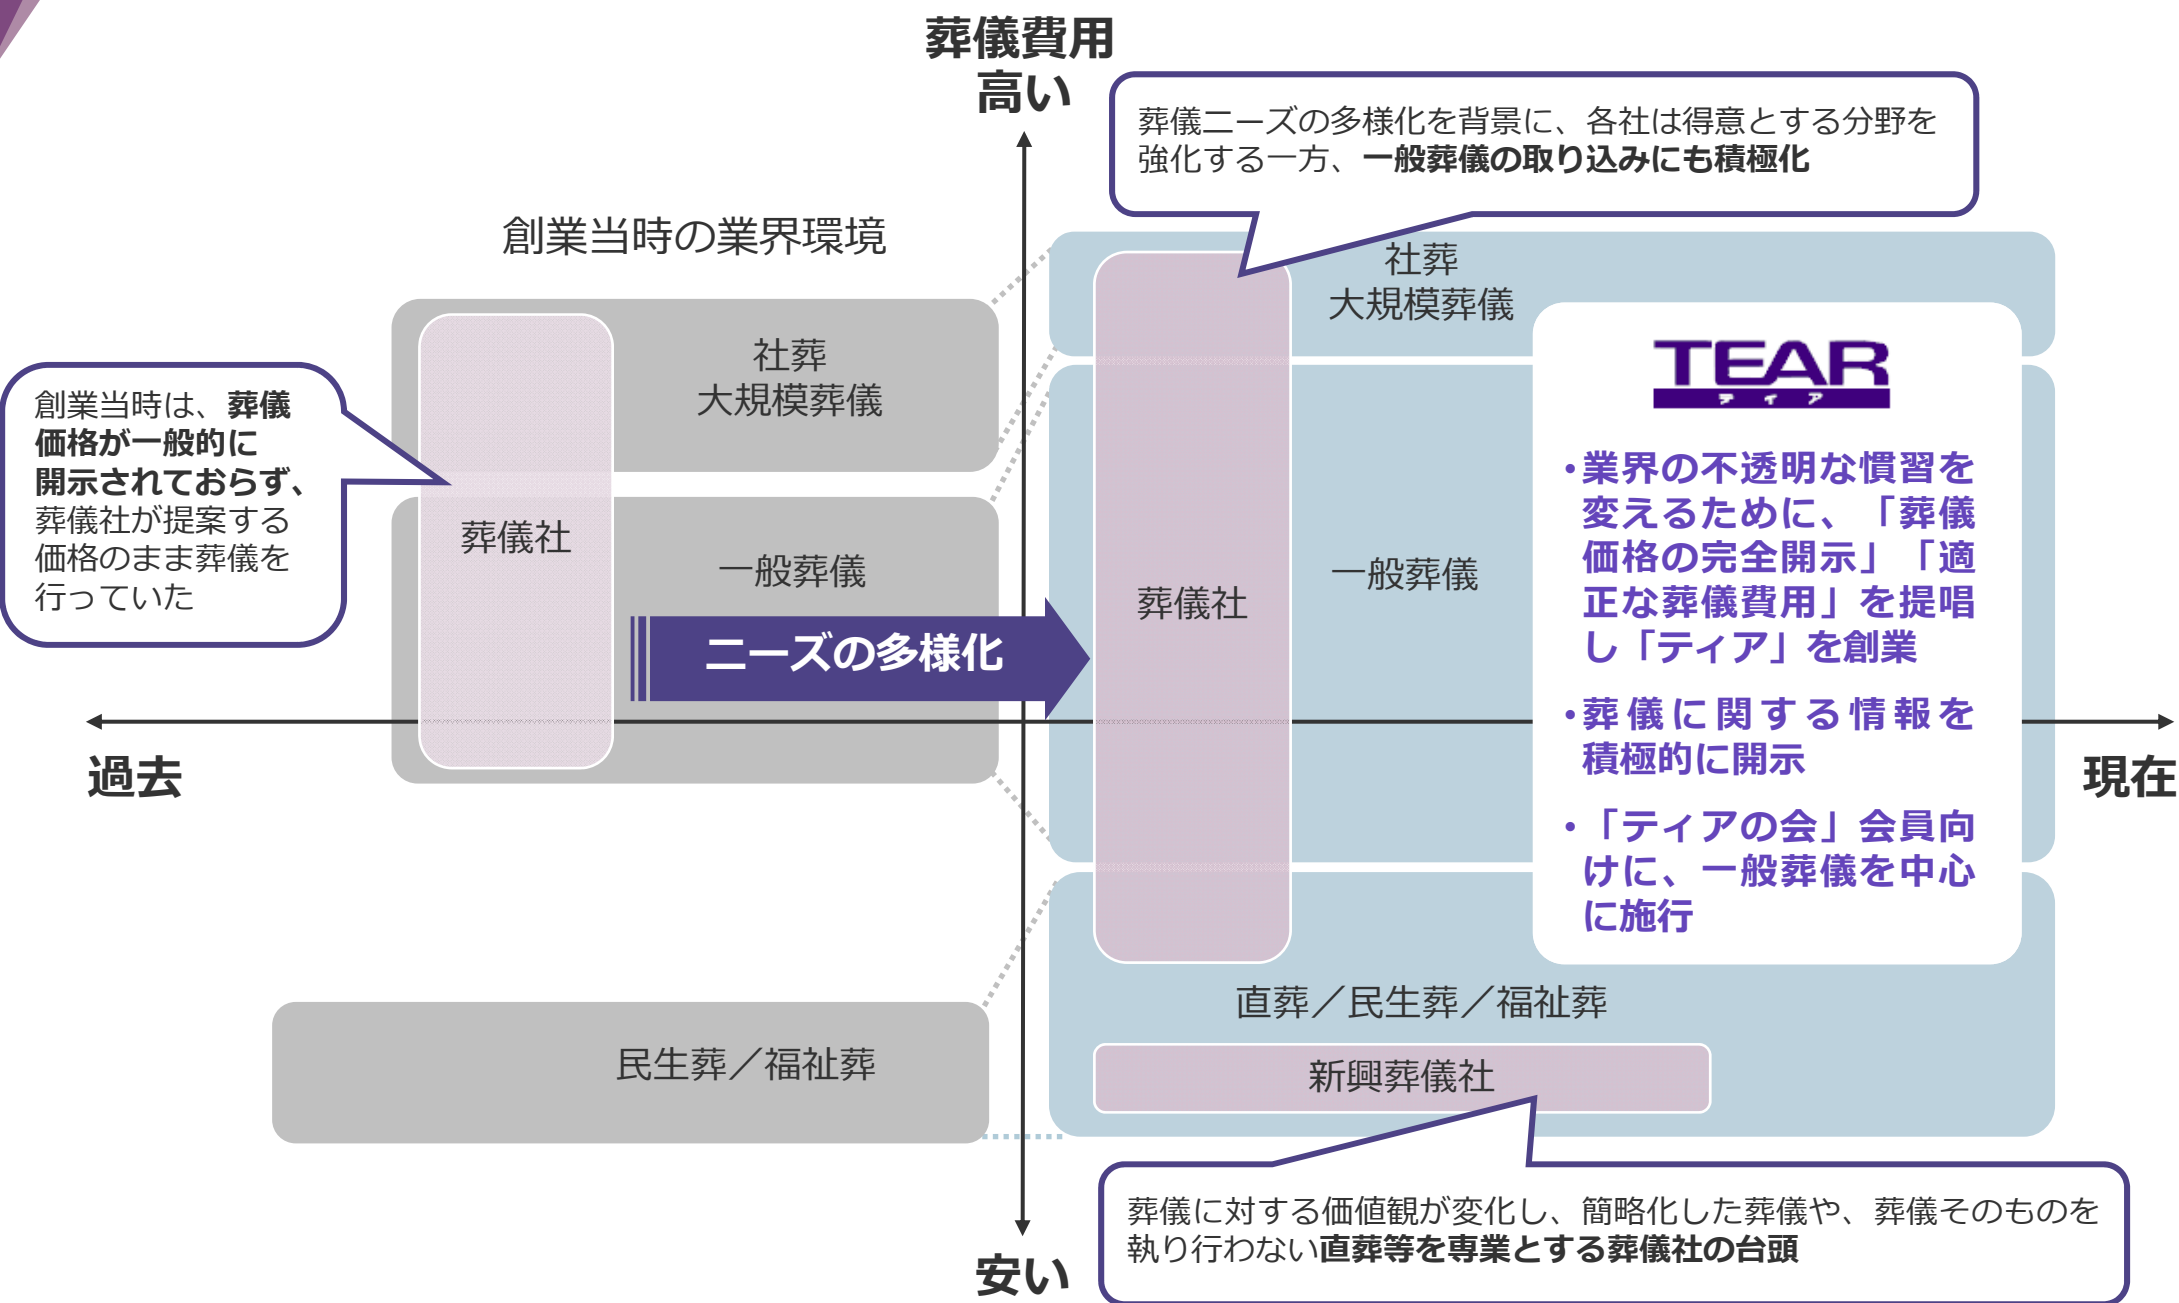 葬儀費用
高い
葬儀ニーズの多様化を背景に、各社は得意とする分野を
強化する一方、一般葬儀の取り込みにも積極化
創業当時の業界環境
社葬
大規模葬儀
葬儀社
一般葬儀
創業当時は、葬儀
価格が一般的に
開示されておらず、
葬儀社が提案する
価格のまま葬儀を
行っていた
ニーズの多様化
社葬
大規模葬儀
葬儀社
一般葬儀
TEAR
ティア
・業界の不透明な慣習を
変えるために、「葬儀
価格の完全開示」「適
正な葬儀費用」を提唱
し「ティア」を創業
・葬儀に関する情報を
積極的に開示
・「ティアの会」会員向
けに、一般葬儀を中心
に施行
過去
現在
民生葬／福祉葬
直葬／民生葬／福祉葬
新興葬儀社
葬儀に対する価値観が変化し、簡略化した葬儀や、葬儀そのものを
執り行わない直葬等を専業とする葬儀社の台頭
安い